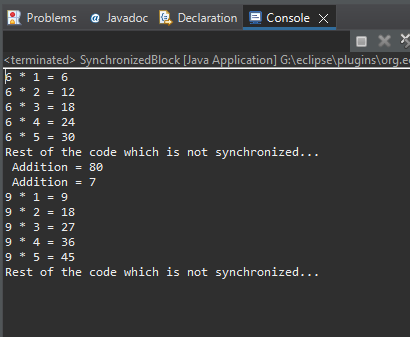 Problems @ Javadoc Declaration Console
<terminated> SynchronizedBlock [Java Application] G:\eclipse\plugins\org.ec
6 * 1 = 6
6 * 2 = 12
6 * 3 = 18
6 * 4 = 24
6 * 5 = 30
Rest of the code which is not synchronized...
Addition = 80
Addition = 7
9 * 1 = 9
9 * 2 = 18
9 * 3 = 27
9 * 4 = 36
9 * 5 = 45
Rest of the code which is not synchronized...